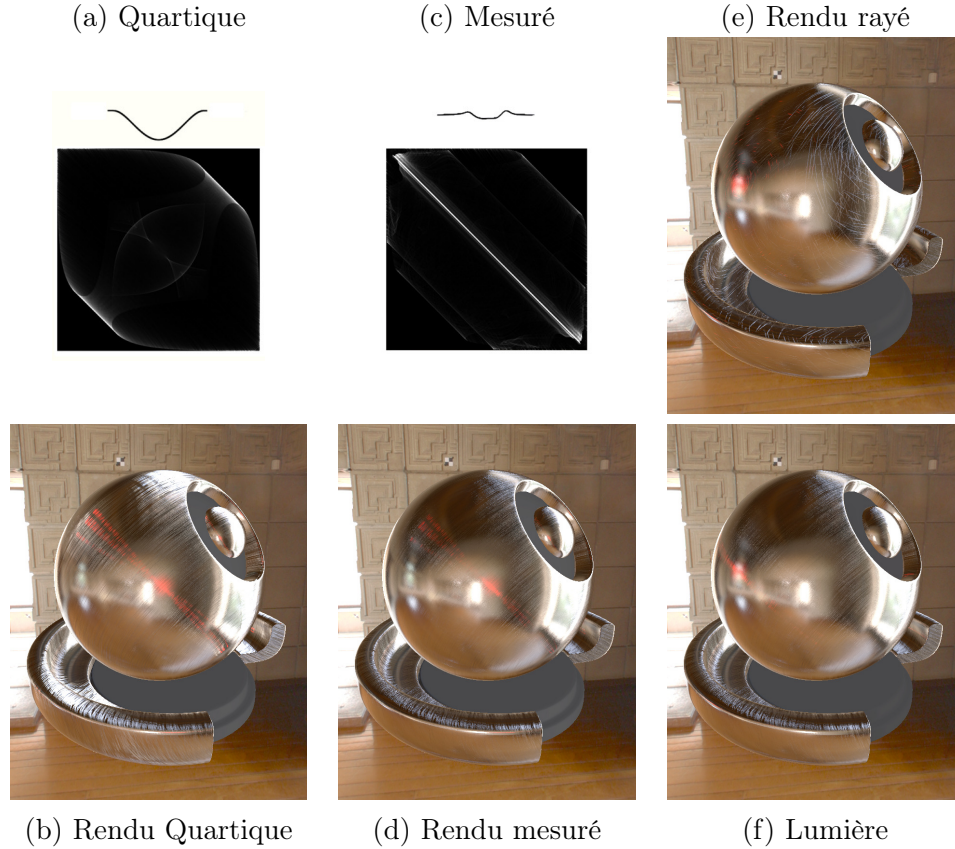 (a) Quartique
(c) Mesuré
(e) Rendu rayé
(b) Rendu Quartique
(d) Rendu mesuré
(f) Lumière